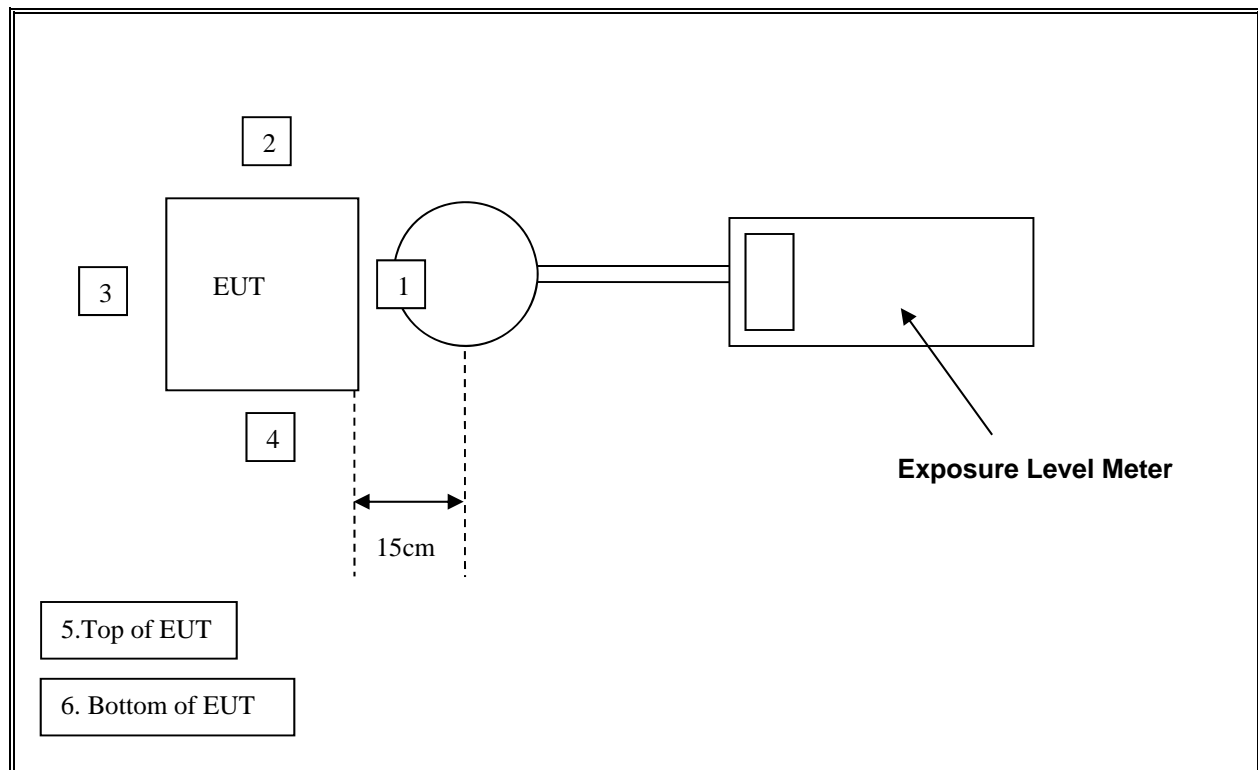 2
3
EUT
1
4
Exposure Level Meter
15cm
5.Top of EUT
6. Bottom of EUT